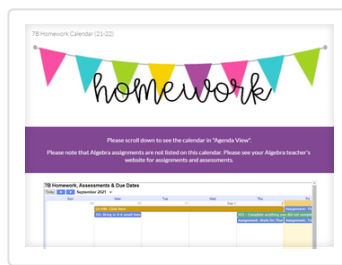 7B Homework Calendar (21-22)
homework
Please scroll down to see the calendar in "Agenda View".
Please note that Algebra assignments are not listed on this calendar. Please see your Algebra teacher's
website for assignments and assessments.
7B Homework, Assessments & Due Dates
Today September 2021
Sun Mon Tue Wed Thu Fri